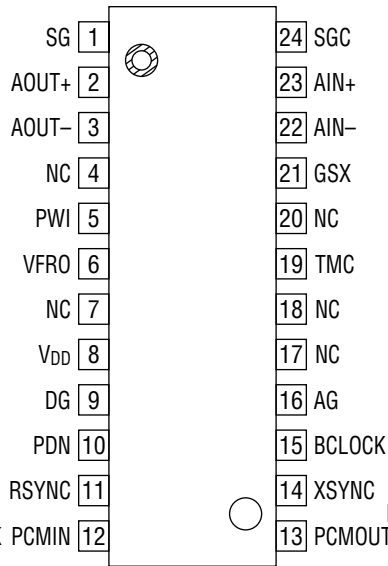 SG 1 24 SGC
AOUT+ 2 23 AIN+
AOUT– 3 22 AIN–
NC 4 21 GSX
PWI 5 20 NC
VFRO 6 19 TMC
NC 7 18 NC
VDD 8 17 NC
DG 9 16 AG
PDN 10 15 BCLOCK
RSYNC 11 14 XSYNC
PCMIN 12 13 PCMOUT